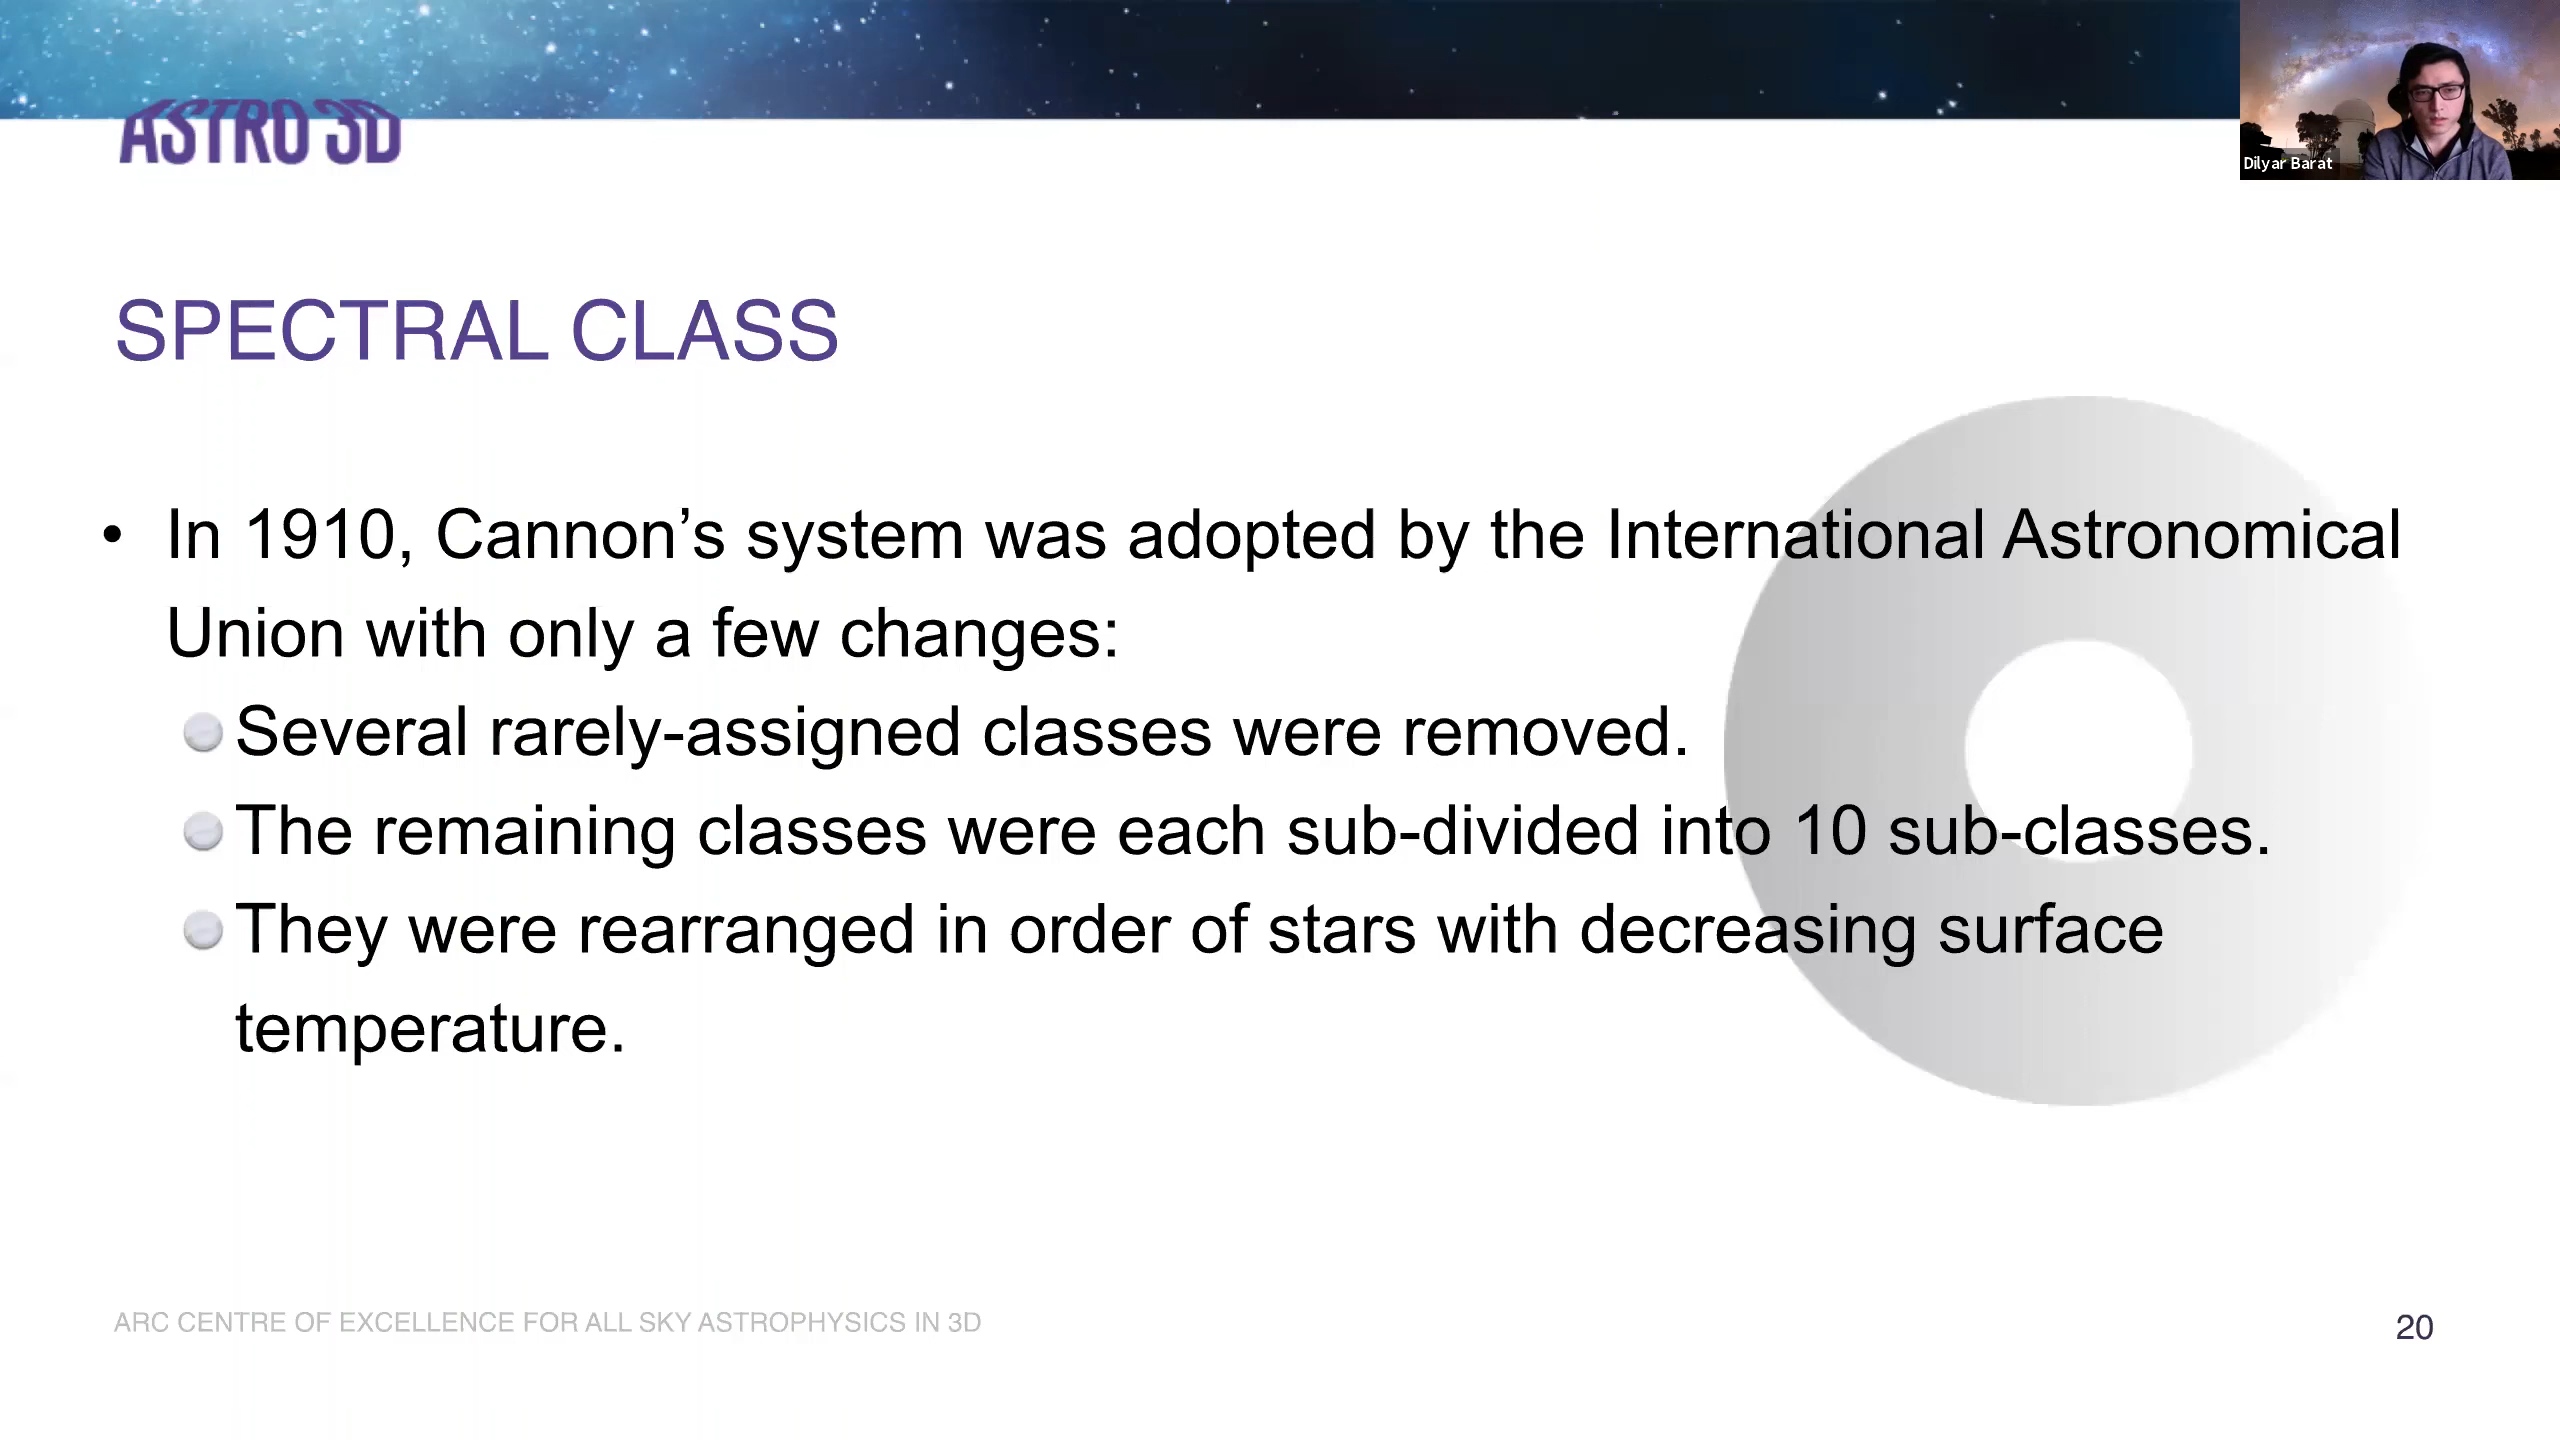 ASTRO 3D
Dilyar Barat
SPECTRAL CLASS
• In 1910, Cannon’s system was adopted by the International Astronomical
Union with only a few changes:
Several rarely-assigned classes were removed.
The remaining classes were each sub-divided into 10 sub-classes.
They were rearranged in order of stars with decreasing surface
temperature.
ARC CENTRE OF EXCELLENCE FOR ALL SKY ASTROPHYSICS IN 3D
20